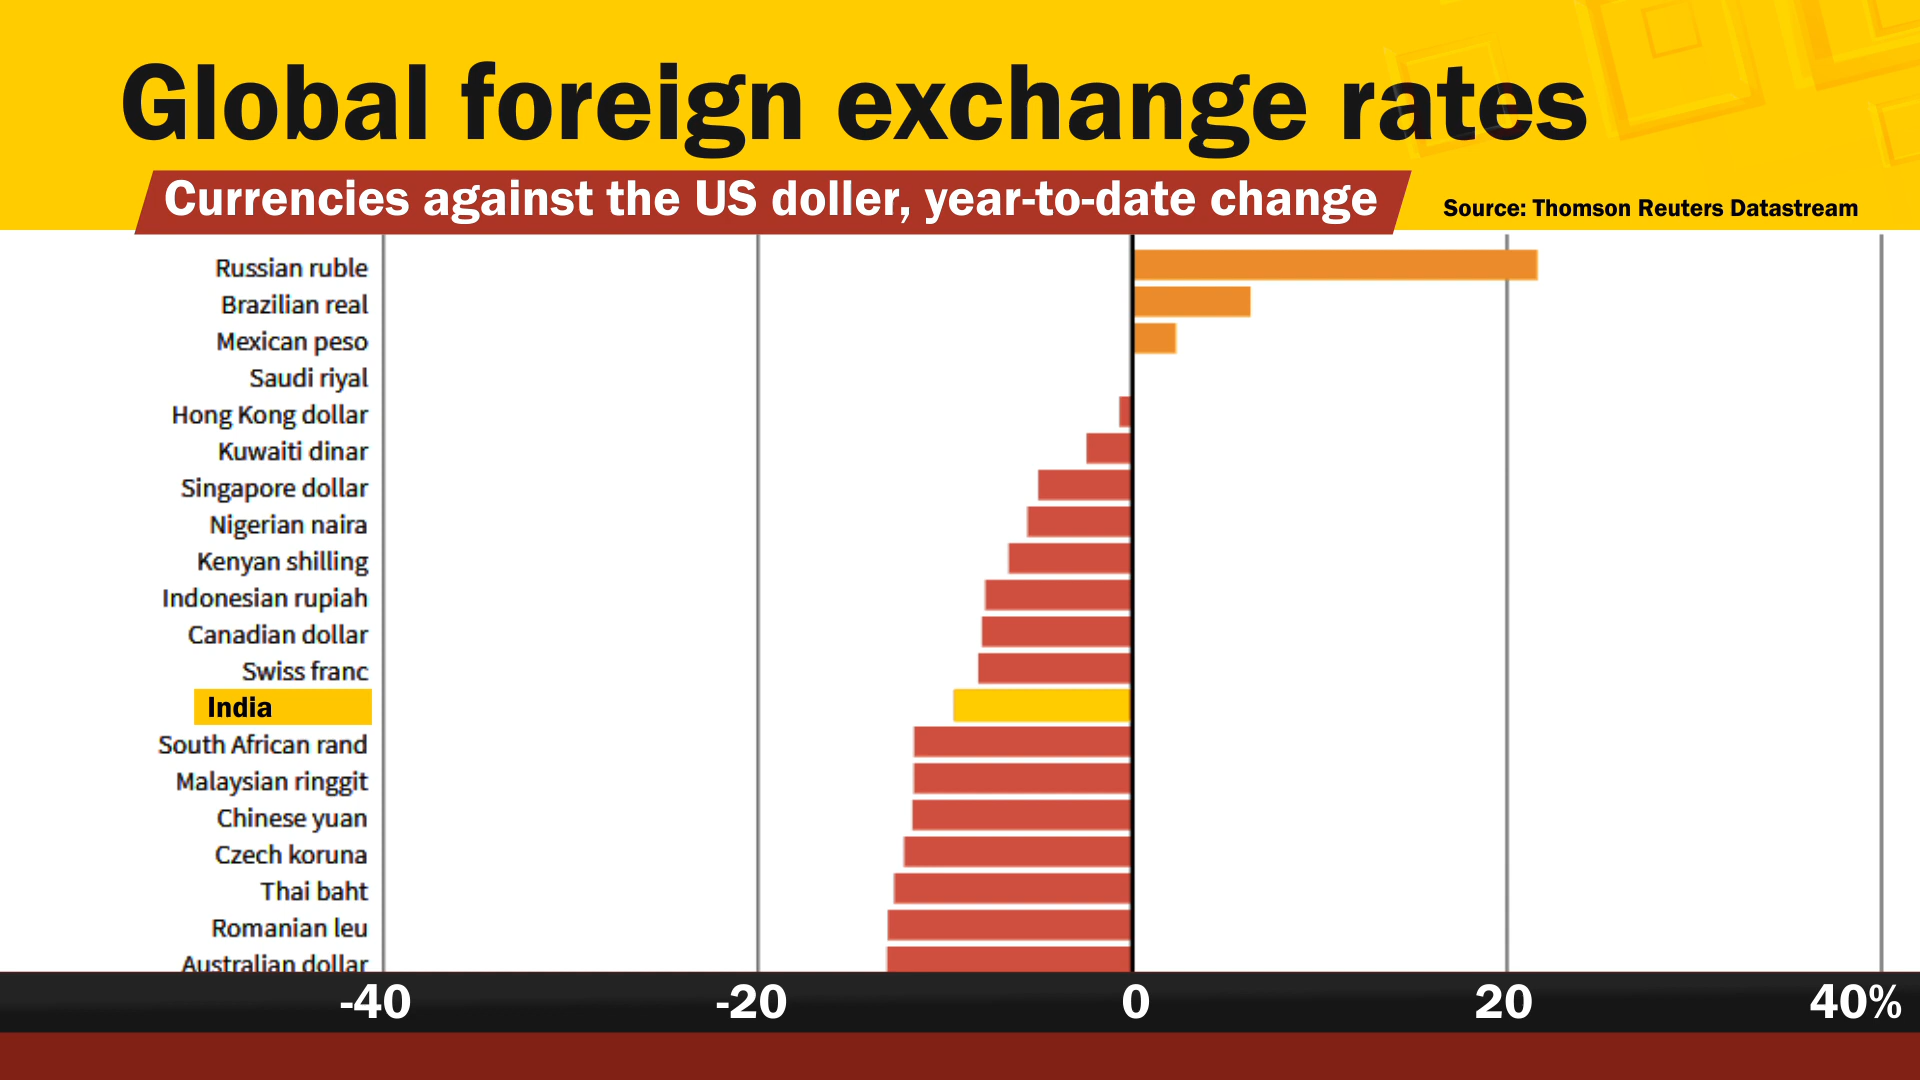 Global foreign exchange rates
Currencies against the US doller, year-to-date change
Source: Thomson Reuters Datastream
Russian ruble
Brazilian real
Mexican peso
Saudi riyal
Hong Kong dollar
Kuwaiti dinar
Singapore dollar
Nigerian naira
Kenyan shilling
Indonesian rupiah
Canadian dollar
Swiss franc
India
South African rand
Malaysian ringgit
Chinese yuan
Czech koruna
Thai baht
Romanian leu
Australian dollar
-40 -20 0 20 40%